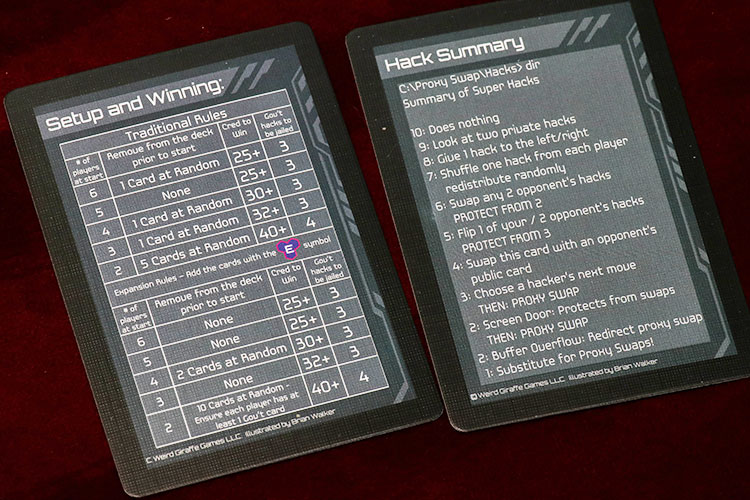 Setup and Winning:
Traditional Rules
# of players at start Remove from the deck prior to start Cred to Win Gov't hacks to be jailed
6 1 Card at Random 25+ 3
5 None 25+ 3
4 1 Card at Random 30+ 3
3 1 Card at Random 32+ 3
2 5 Cards at Random 40+ 4
Expansion Rules - Add the cards with the E symbol
# of players at start Remove from the deck prior to start Cred to Win Gov't hacks to be jailed
6 None 25+ 3
5 None 25+ 3
4 2 Cards at Random 30+ 3
3 None 32+ 3
2 10 Cards at Random - Ensure each player has at least 1 Gov't card 40+ 4
© Weird Giraffe Games LLC Illustrated by Brian Walker
Hack Summary
C:\Proxy Swap\Hacks> dir
Summary of Super Hacks
10: Does nothing
9: Look at two private hacks
8: Give 1 hack to the left/right
7: Shuffle one hack from each player
redistribute randomly
6: Swap any 2 opponent's hacks
PROTECT FROM 2
5: Flip 1 of your / 2 opponent's hacks
PROTECT FROM 3
4: Swap this card with an opponent's
public card
3: Choose a hacker's next move
THEN: PROXY SWAP
2: Screen Door: Protects from swaps
THEN: PROXY SWAP
2: Buffer Overflow: Redirect proxy swap
1: Substitute for Proxy Swaps!
© Weird Giraffe Games LLC Illustrated by Brian Walker